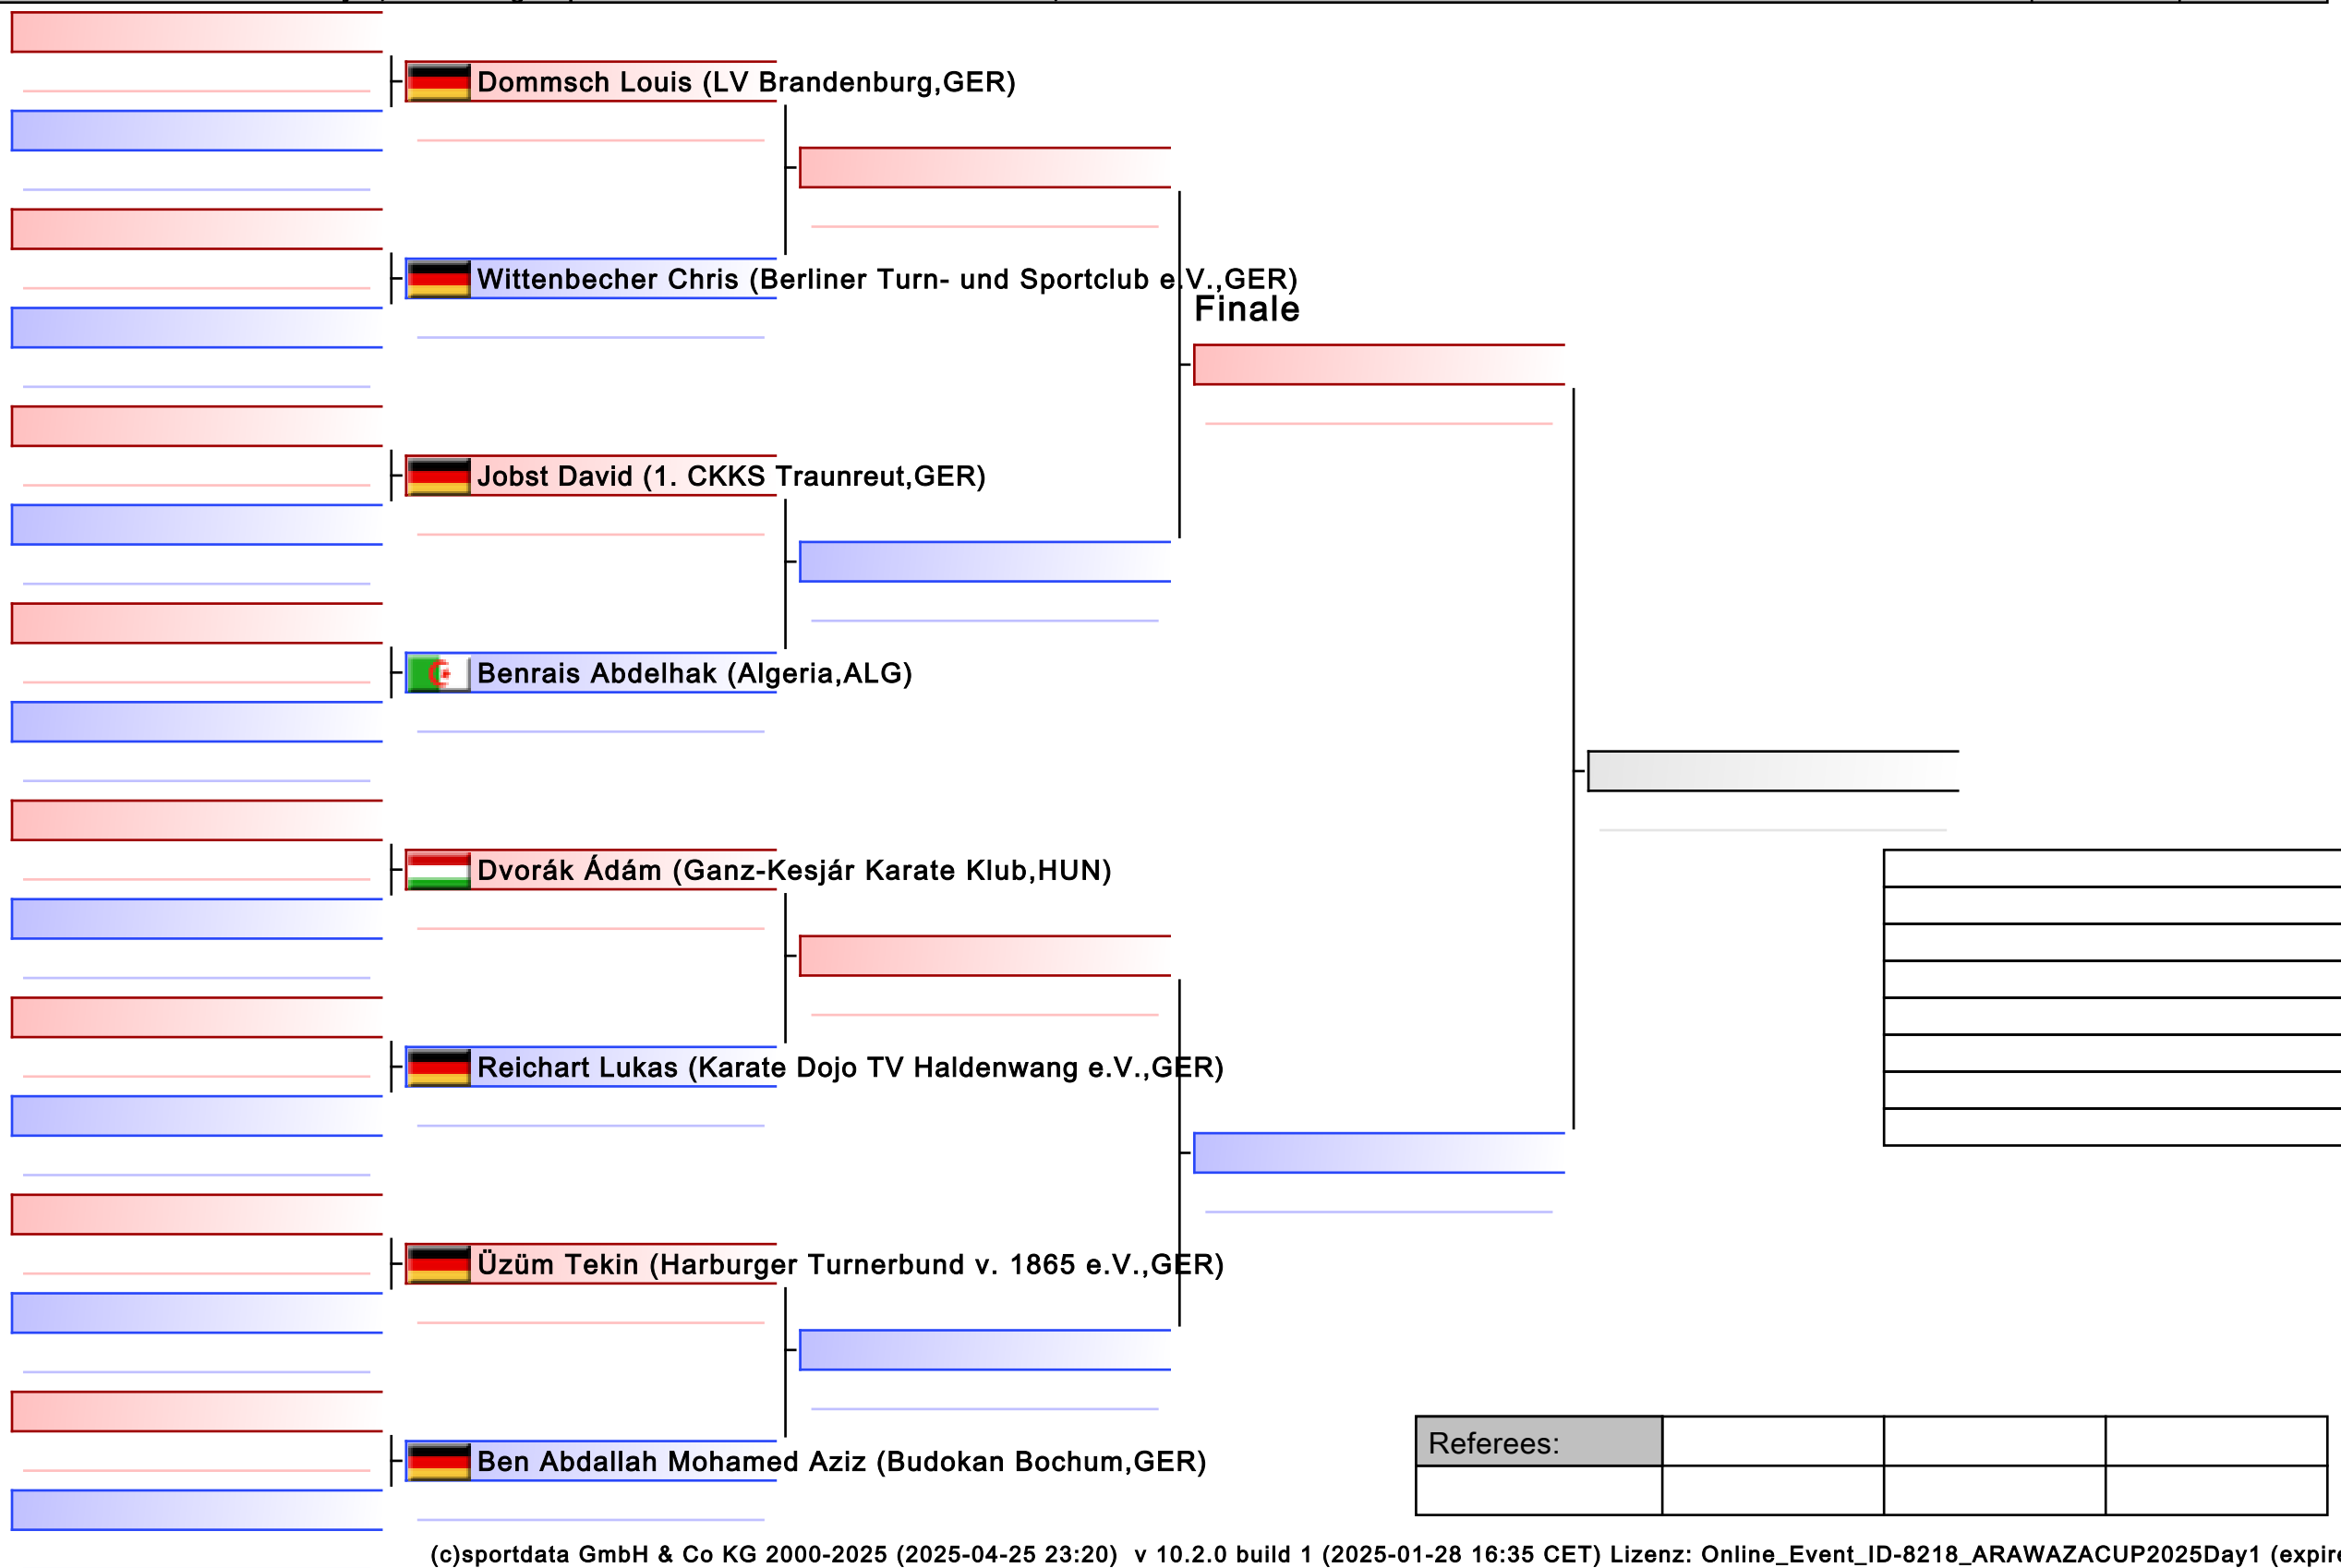 Dommsch Louis (LV Brandenburg,GER)
Wittenbecher Chris (Berliner Turn- und Sportclub e.V.,GER)
Finale
Jobst David (1. CKKS Traunreut,GER)
Benrais Abdelhak (Algeria,ALG)
Dvorák Ádám (Ganz-Kesjár Karate Klub,HUN)
Reichart Lukas (Karate Dojo TV Haldenwang e.V.,GER)
Üzüm Tekin (Harburger Turnerbund v. 1865 e.V.,GER)
Referees:
Ben Abdallah Mohamed Aziz (Budokan Bochum,GER)
(c)sportdata GmbH & Co KG 2000-2025 (2025-04-25 23:20) v 10.2.0 build 1 (2025-01-28 16:35 CET) Lizenz: Online_Event_ID-8218_ARAWAZACUP2025Day1 (expir